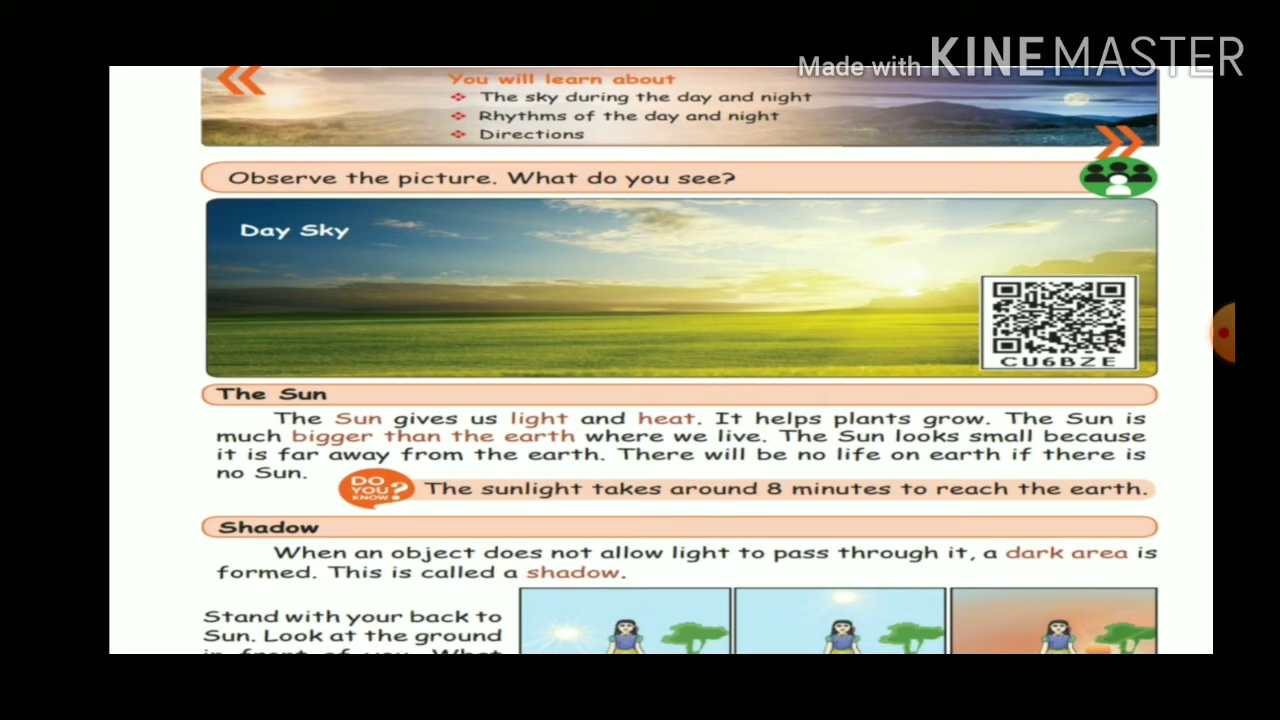 Made with KINEMASTER
You will learn about
The sky during the day and night
Rhythms of the day and night
Directions
Observe the picture. What do you see?
Day Sky
CU6BZE
The Sun
The Sun gives us light and heat. It helps plants grow. The Sun is
much bigger than the earth where we live. The Sun looks small because
it is far away from the earth. There will be no life on earth if there is
no Sun.
DO YOU KNOW?
The sunlight takes around 8 minutes to reach the earth.
Shadow
When an object does not allow light to pass through it, a dark area is
formed. This is called a shadow.
Stand with your back to
Sun. Look at the ground
in front of you. What